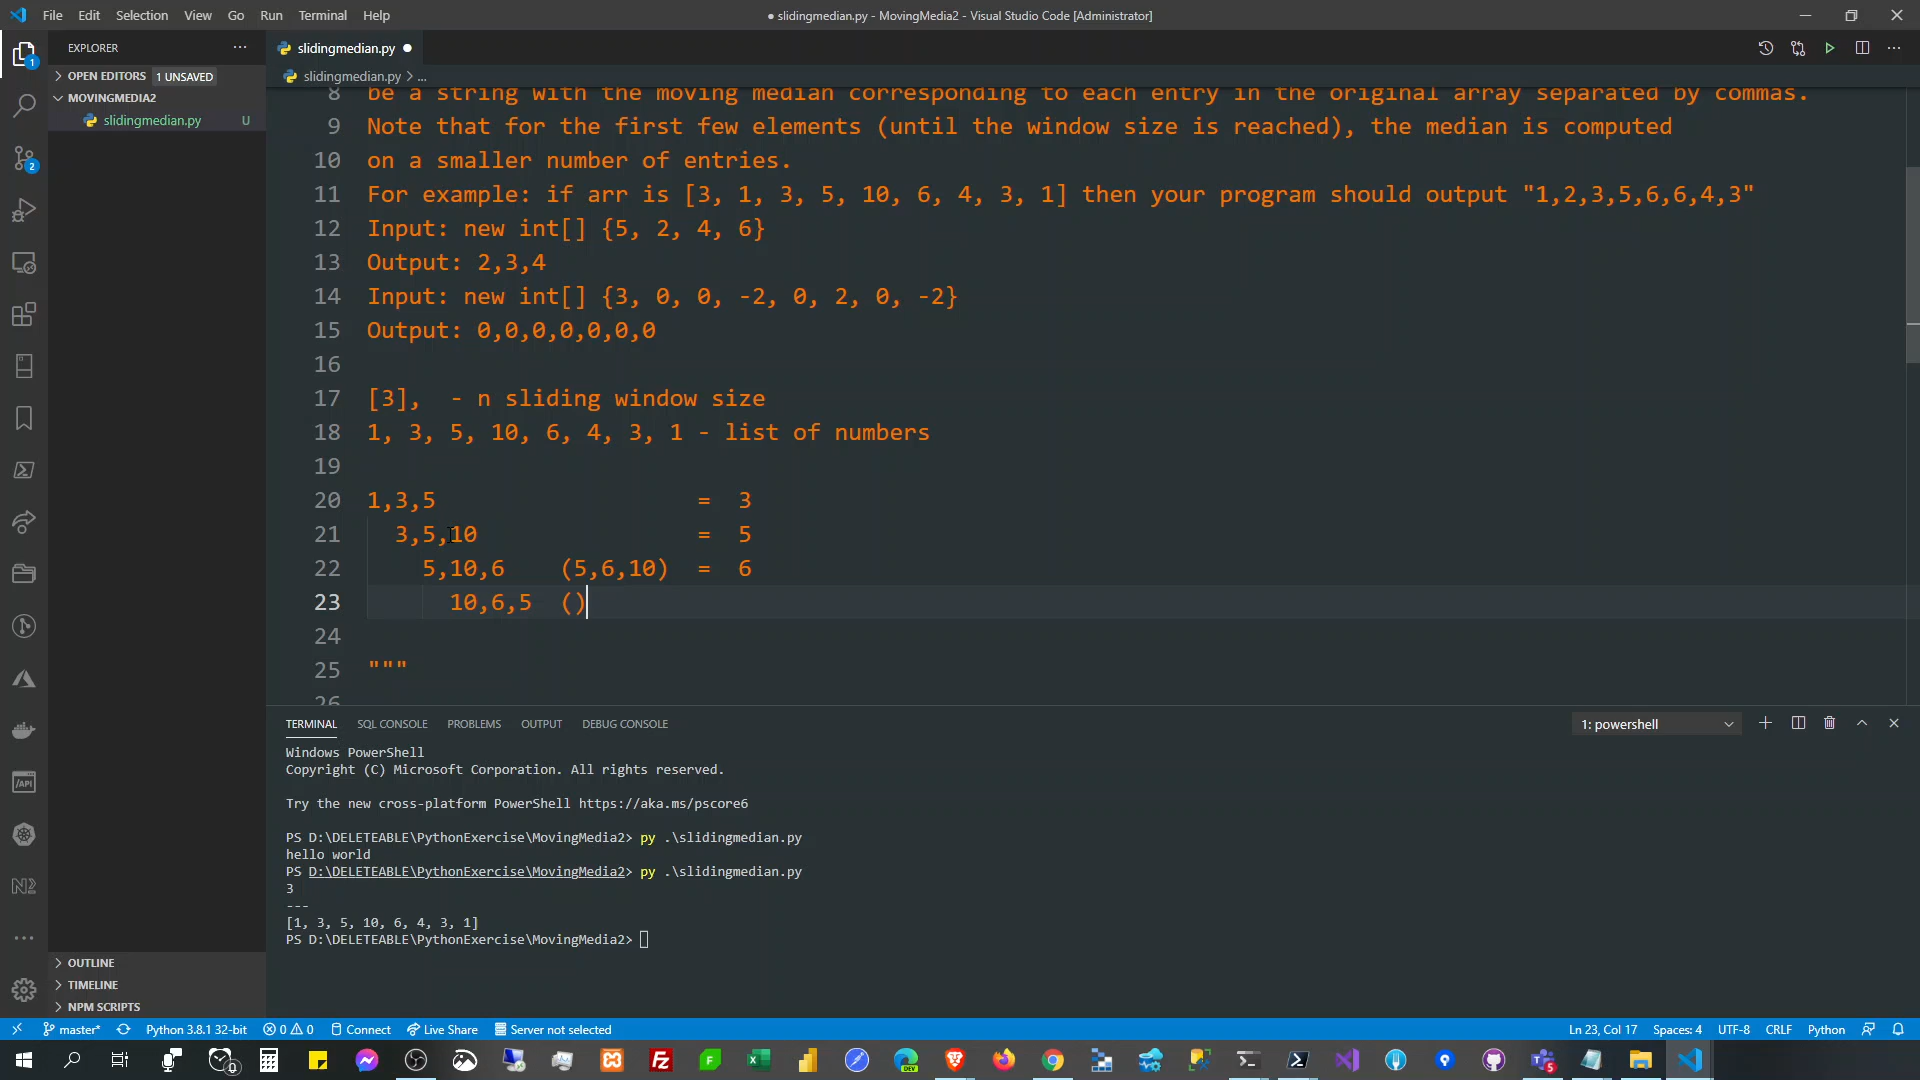 File Edit Selection View Go Run Terminal Help
● slidingmedian.py - MovingMedia2 - Visual Studio Code [Administrator]
EXPLORER
OPEN EDITORS 1 UNSAVED
MOVINGMEDIA2
slidingmedian.py U
OUTLINE
TIMELINE
NPM SCRIPTS
slidingmedian.py ●
slidingmedian.py > ...
8 be a string with the moving median corresponding to each entry in the original array separated by commas.
9 Note that for the first few elements (until the window size is reached), the median is computed
10 on a smaller number of entries.
11 For example: if arr is [3, 1, 3, 5, 10, 6, 4, 3, 1] then your program should output "1,2,3,5,6,6,4,3"
12 Input: new int[] {5, 2, 4, 6}
13 Output: 2,3,4
14 Input: new int[] {3, 0, 0, -2, 0, 2, 0, -2}
15 Output: 0,0,0,0,0,0,0
16
17 [3],  - n sliding window size
18 1, 3, 5, 10, 6, 4, 3, 1 - list of numbers
19
20 1,3,5                   =  3
21   3,5,10                =  5
22     5,10,6    (5,6,10)  =  6
23       10,6,5  ()
24
25 """
26
TERMINAL SQL CONSOLE PROBLEMS OUTPUT DEBUG CONSOLE
1: powershell
Windows PowerShell
Copyright (C) Microsoft Corporation. All rights reserved.
Try the new cross-platform PowerShell https://aka.ms/pscore6
PS D:\DELETEABLE\PythonExercise\MovingMedia2> py .\slidingmedian.py
hello world
PS D:\DELETEABLE\PythonExercise\MovingMedia2> py .\slidingmedian.py
3
---
[1, 3, 5, 10, 6, 4, 3, 1]
PS D:\DELETEABLE\PythonExercise\MovingMedia2>
master* Python 3.8.1 32-bit 0 0 Connect Live Share Server not selected
Ln 23, Col 17 Spaces: 4 UTF-8 CRLF Python